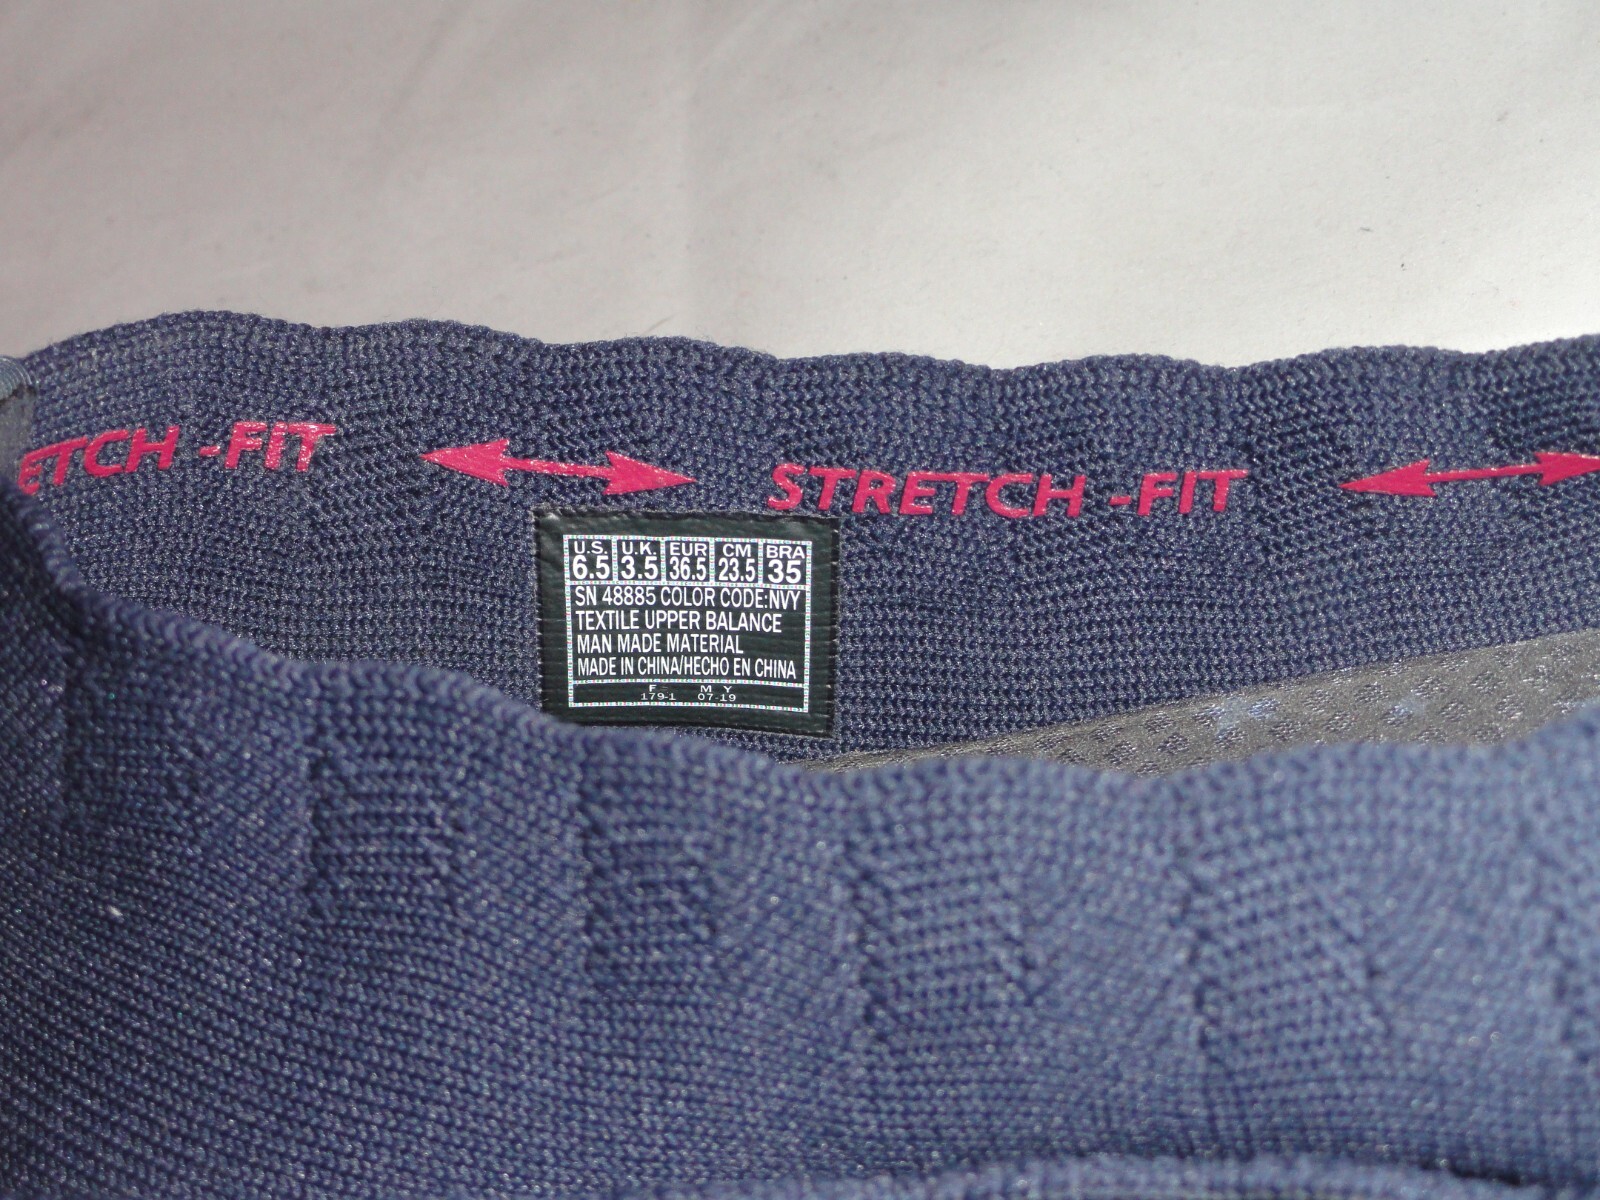 ETCH -FIT STRETCH -FIT
U.S. U.K. EUR CM BRA
6.5 3.5 36.5 23.5 35
SN 48885 COLOR CODE:NVY
TEXTILE UPPER BALANCE
MAN MADE MATERIAL
MADE IN CHINA/HECHO EN CHINA
F M Y
179-1 07-19